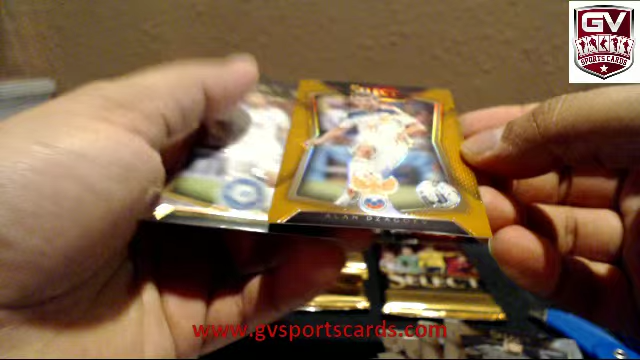 GV
SPORTS CARDS
SELECT
ALAN DZAGOEV
SELECT
www.gvsportscards.com